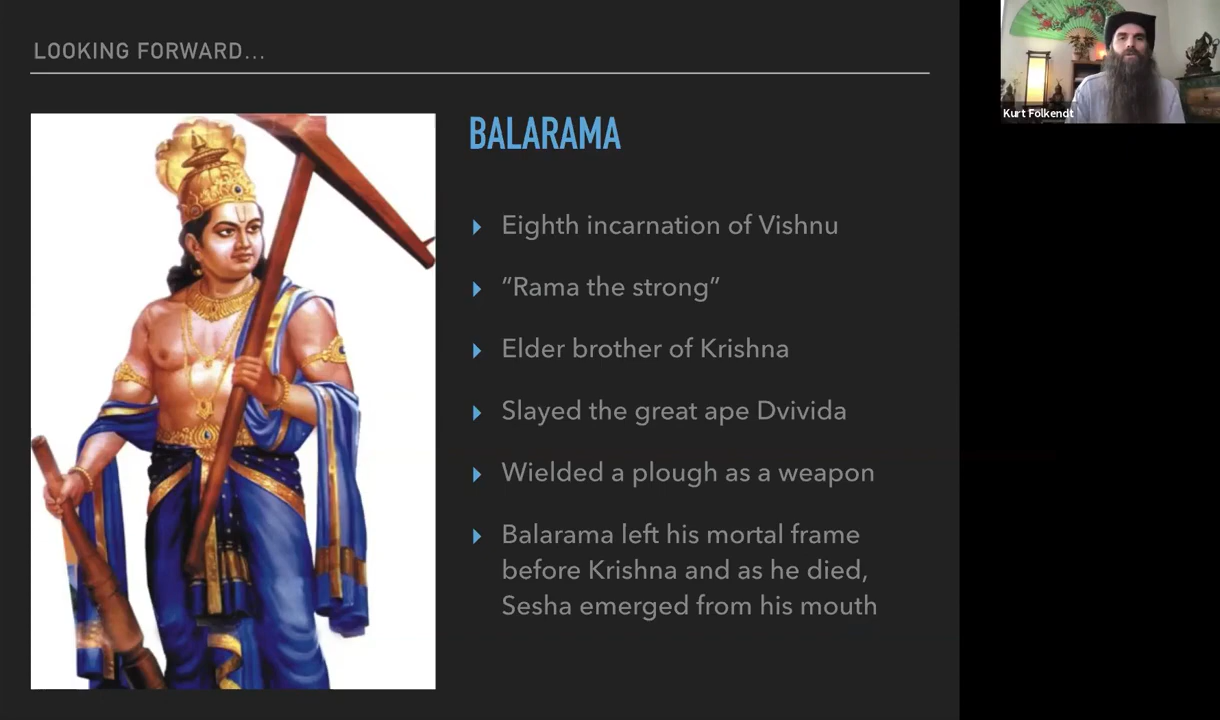 LOOKING FORWARD...
BALARAMA
Eighth incarnation of Vishnu
“Rama the strong”
Elder brother of Krishna
Slayed the great ape Dvivida
Wielded a plough as a weapon
Balarama left his mortal frame
before Krishna and as he died,
Sesha emerged from his mouth
Kurt Folkendt